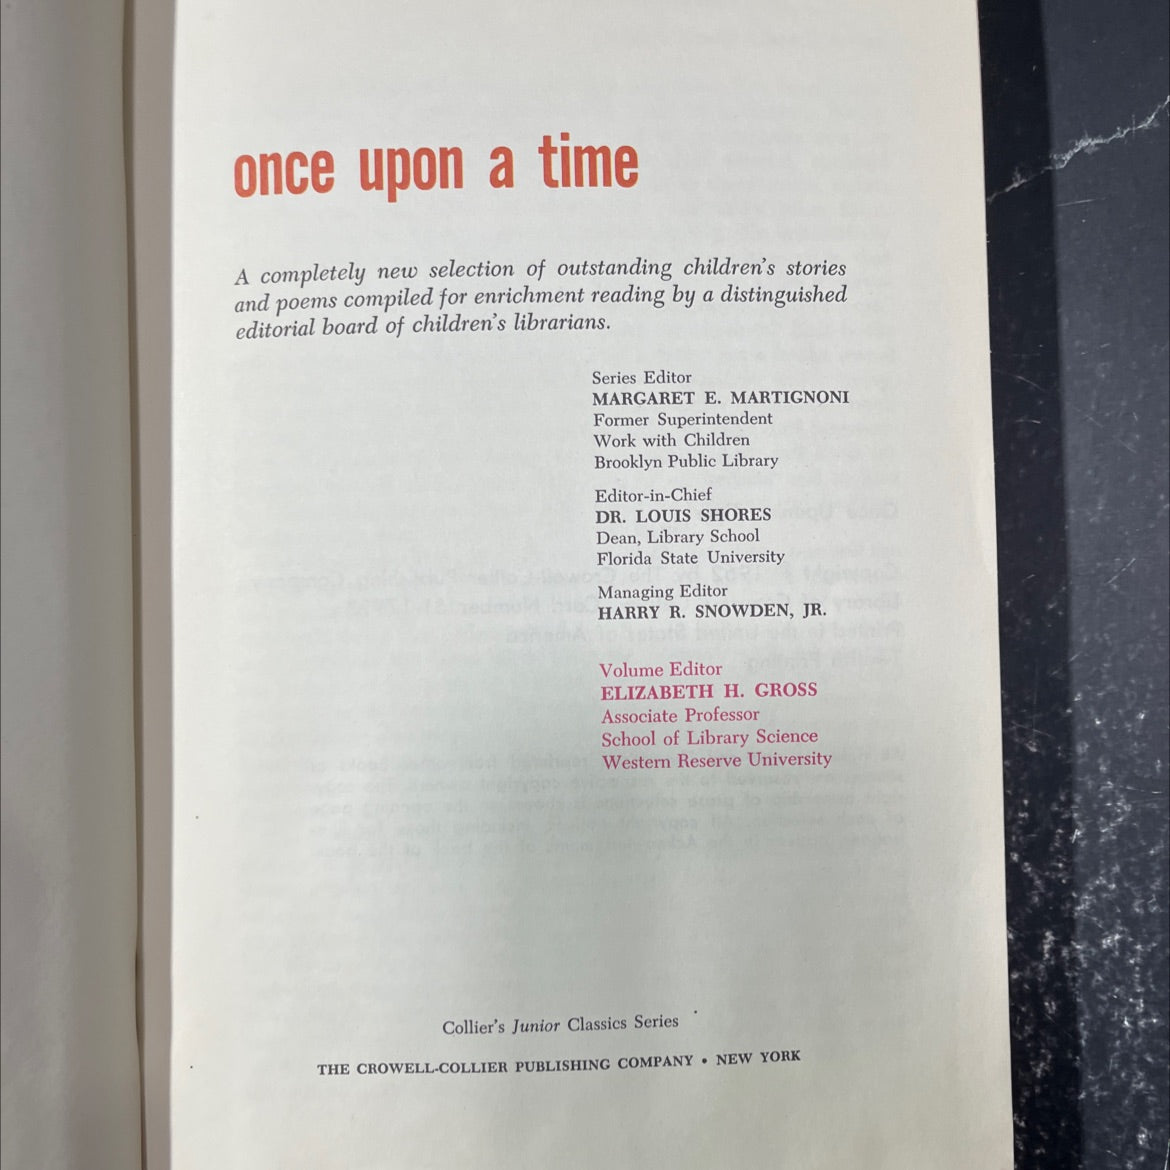 once upon a time
A completely new selection of outstanding children's stories
and poems compiled for enrichment reading by a distinguished
editorial board of children's librarians.
Series Editor
MARGARET E. MARTIGNONI
Former Superintendent
Work with Children
Brooklyn Public Library
Editor-in-Chief
DR. LOUIS SHORES
Dean, Library School
Florida State University
Managing Editor
HARRY R. SNOWDEN, JR.
Volume Editor
ELIZABETH H. GROSS
Associate Professor
School of Library Science
Western Reserve University
Collier's Junior Classics Series
THE CROWELL-COLLIER PUBLISHING COMPANY • NEW YORK